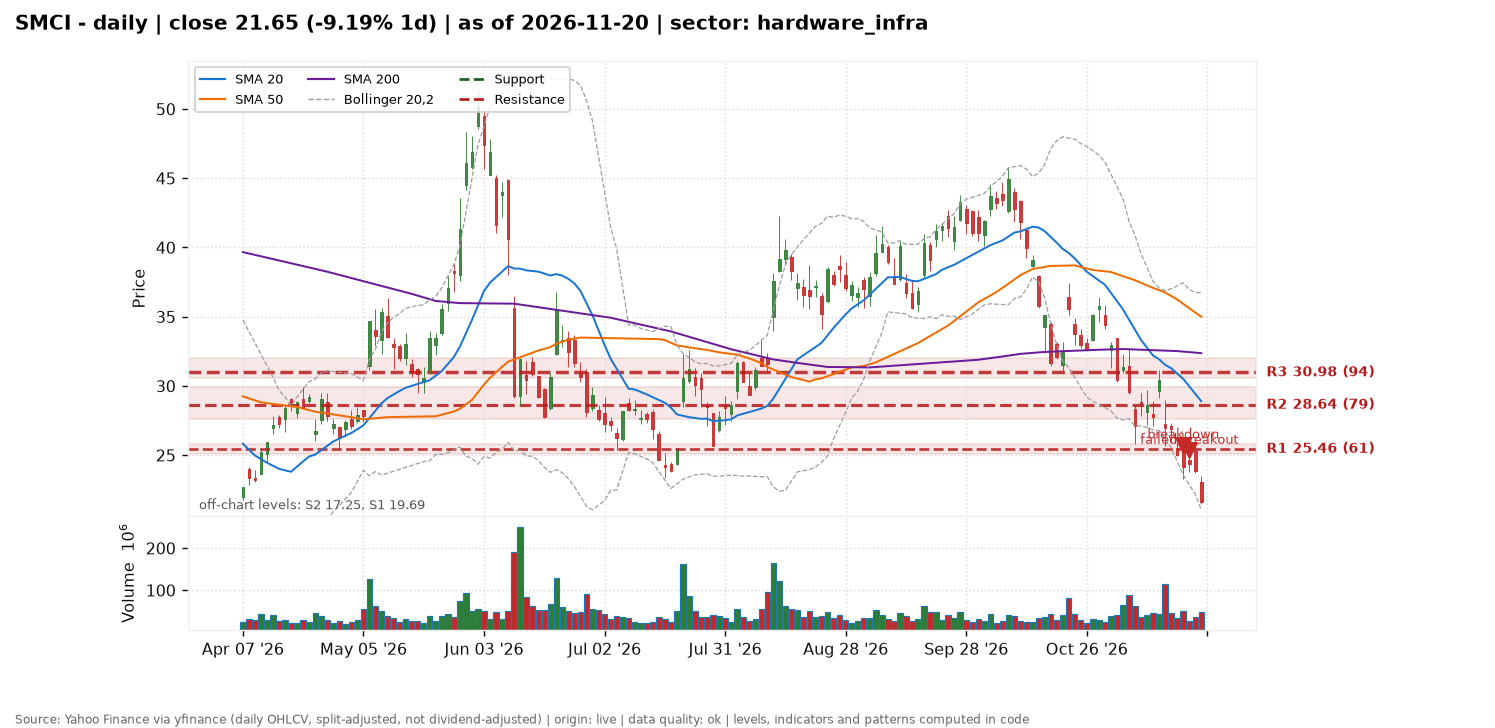 SMCI - daily | close 21.65 (-9.19% 1d) | as of 2026-11-20 | sector: hardware_infra
SMA 20
SMA 50
SMA 200
Bollinger 20,2
Support
Resistance
Price
50
45
40
35
30
25
R3 30.98 (94)
R2 28.64 (79)
R1 25.46 (61)
breakdown
failed breakout
off-chart levels: S2 17.25, S1 19.69
Volume 10⁶
200
100
Apr 07 '26
May 05 '26
Jun 03 '26
Jul 02 '26
Jul 31 '26
Aug 28 '26
Sep 28 '26
Oct 26 '26
Source: Yahoo Finance via yfinance (daily OHLCV, split-adjusted, not dividend-adjusted) | origin: live | data quality: ok | levels, indicators and patterns computed in code